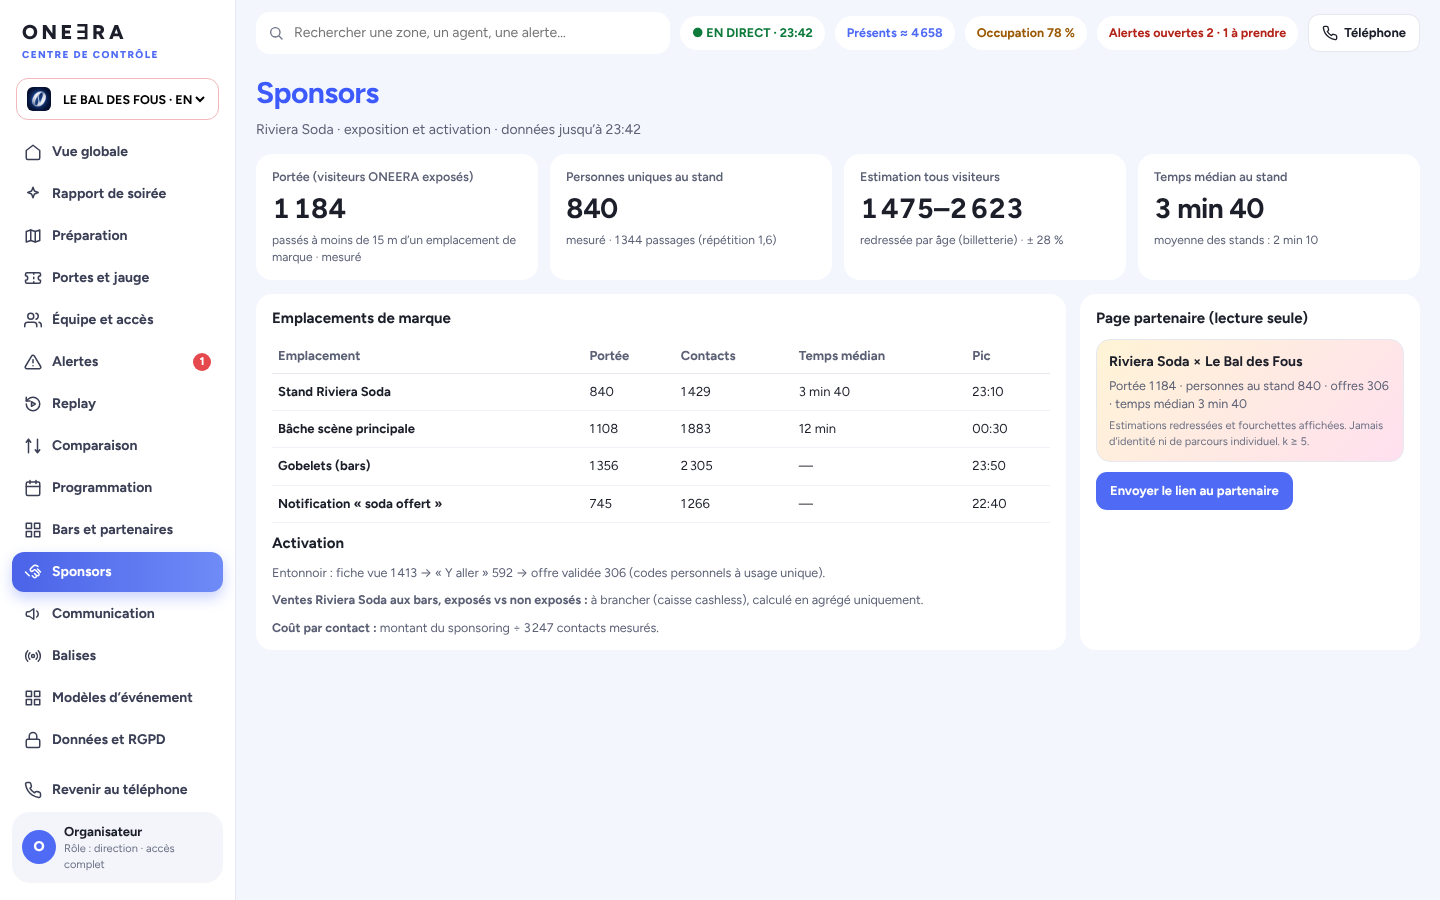 ONEƎRA
CENTRE DE CONTRÔLE
LE BAL DES FOUS · EN
Vue globale
Rapport de soirée
Préparation
Portes et jauge
Équipe et accès
Alertes
1
Replay
Comparaison
Programmation
Bars et partenaires
Sponsors
Communication
Balises
Modèles d’événement
Données et RGPD
Revenir au téléphone
O
Organisateur
Rôle : direction · accès
complet
Rechercher une zone, un agent, une alerte…
EN DIRECT · 23:42
Présents ≈ 4 658
Occupation 78 %
Alertes ouvertes 2 · 1 à prendre
Téléphone
Sponsors
Riviera Soda · exposition et activation · données jusqu’à 23:42
Portée (visiteurs ONEERA exposés)
1 184
passés à moins de 15 m d’un emplacement de
marque · mesuré
Personnes uniques au stand
840
mesuré · 1 344 passages (répétition 1,6)
Estimation tous visiteurs
1 475–2 623
redressée par âge (billetterie) · ± 28 %
Temps médian au stand
3 min 40
moyenne des stands : 2 min 10
Emplacements de marque
Emplacement Portée Contacts Temps médian Pic
Stand Riviera Soda 840 1 429 3 min 40 23:10
Bâche scène principale 1 108 1 883 12 min 00:30
Gobelets (bars) 1 356 2 305 — 23:50
Notification « soda offert » 745 1 266 — 22:40
Activation
Entonnoir : fiche vue 1 413 → « Y aller » 592 → offre validée 306 (codes personnels à usage unique).
Ventes Riviera Soda aux bars, exposés vs non exposés : à brancher (caisse cashless), calculé en agrégé uniquement.
Coût par contact : montant du sponsoring ÷ 3 247 contacts mesurés.
Page partenaire (lecture seule)
Riviera Soda × Le Bal des Fous
Portée 1 184 · personnes au stand 840 · offres 306
· temps médian 3 min 40
Estimations redressées et fourchettes affichées. Jamais
d’identité ni de parcours individuel. k ≥ 5.
Envoyer le lien au partenaire